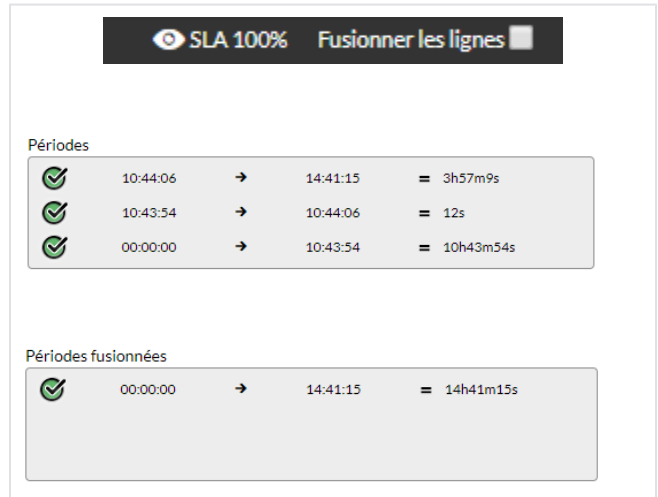 SLA 100% Fusionner les lignes
Périodes
10:44:06 → 14:41:15 = 3h57m9s
10:43:54 → 10:44:06 = 12s
00:00:00 → 10:43:54 = 10h43m54s
Périodes fusionnées
00:00:00 → 14:41:15 = 14h41m15s